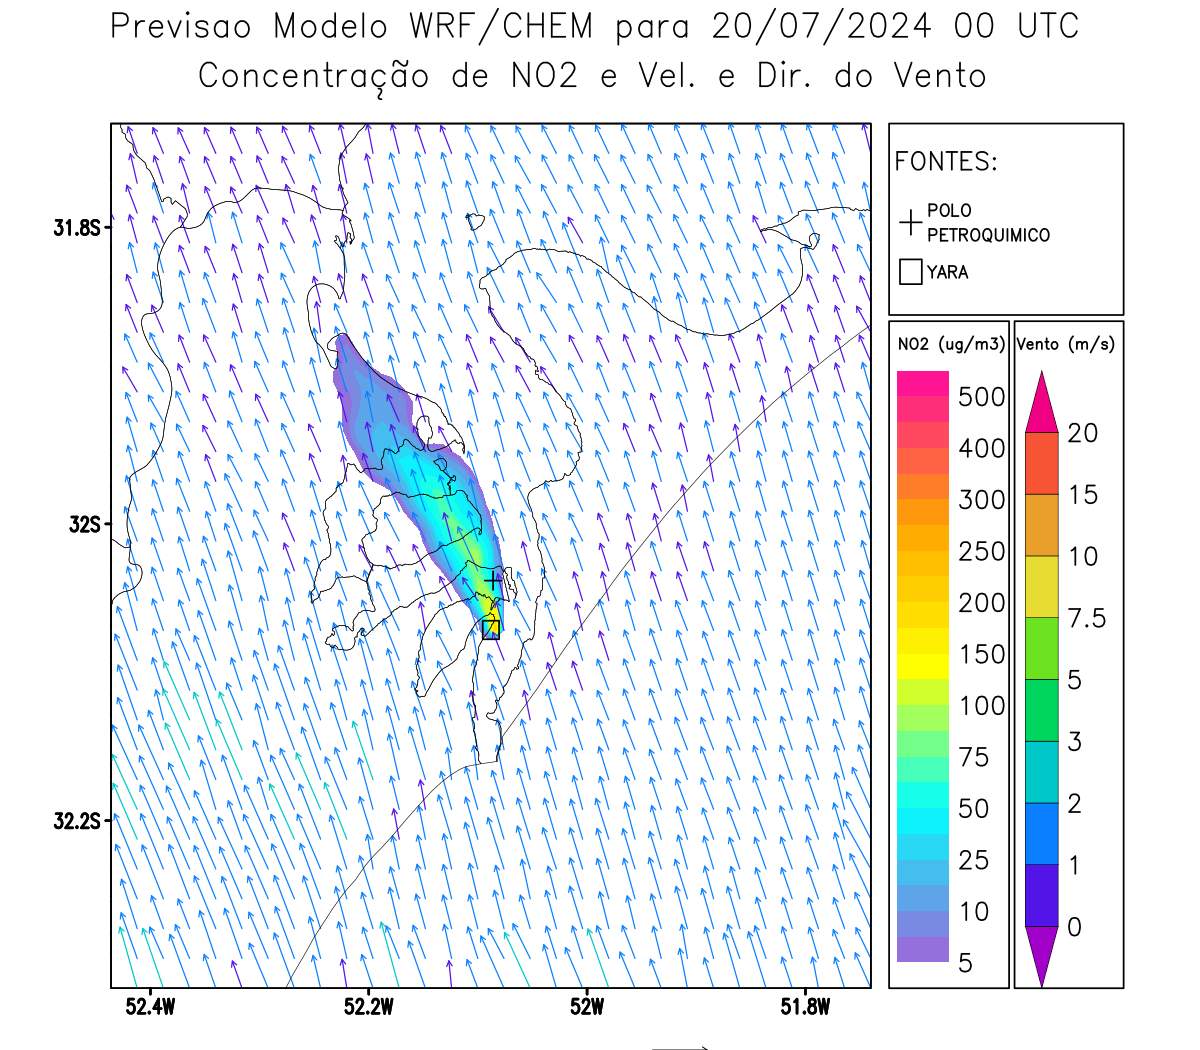 Previsao Modelo WRF/CHEM para 20/07/2024 00 UTC
Concentração de NO2 e Vel. e Dir. do Vento
FONTES:
POLO
PETROQUIMICO
YARA
31.8S
32S
32.2S
52.4W
52.2W
52W
51.8W
NO2 (ug/m3)
500
400
300
250
200
150
100
75
50
25
10
5
Vento (m/s)
20
15
10
7.5
5
3
2
1
0